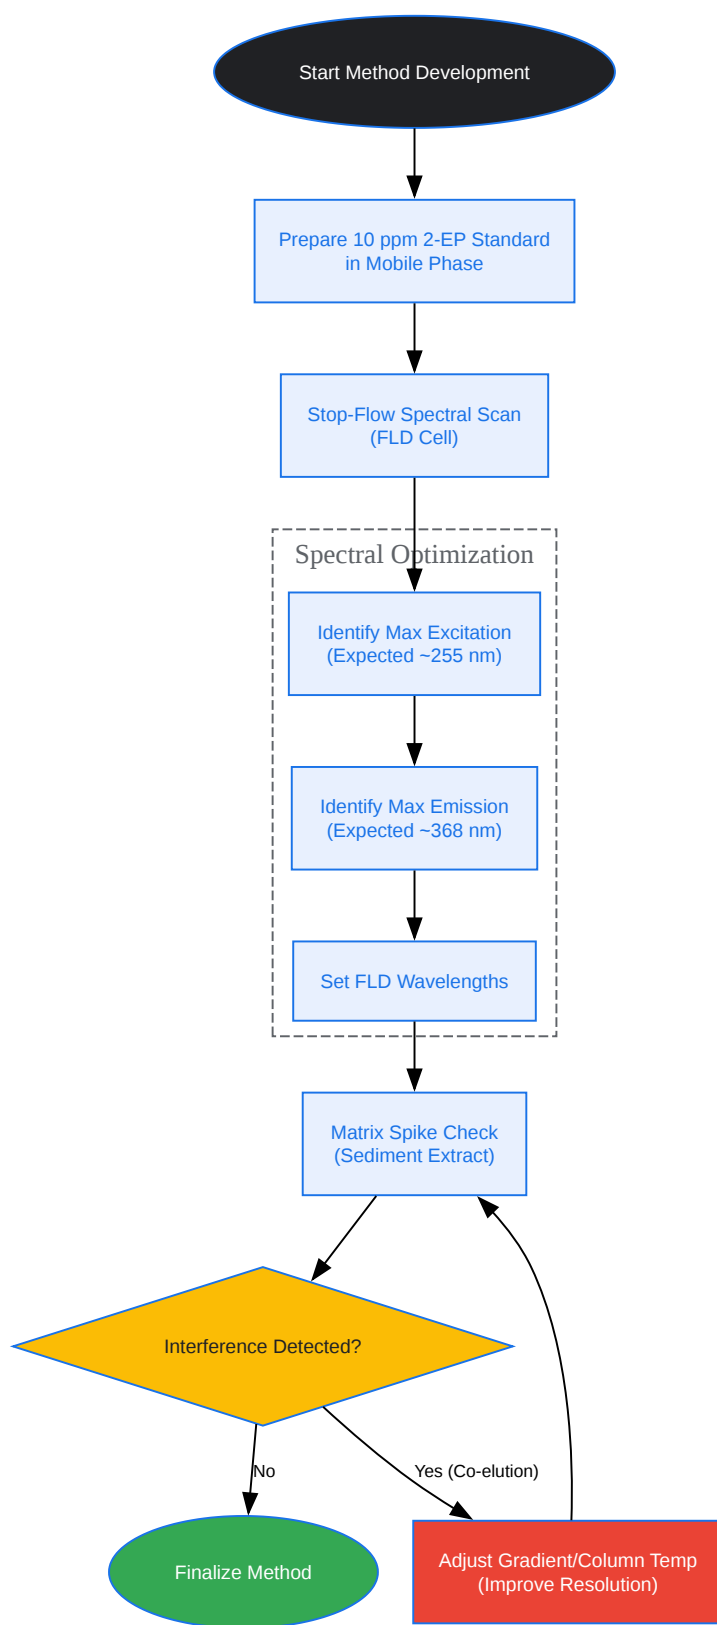 Start Method Development
Prepare 10 ppm 2-EP Standard
in Mobile Phase
Stop-Flow Spectral Scan
(FLD Cell)
Spectral Optimization
Identify Max Excitation
(Expected ~255 nm)
Identify Max Emission
(Expected ~368 nm)
Set FLD Wavelengths
Matrix Spike Check
(Sediment Extract)
Interference Detected?
No
Yes (Co-elution)
Finalize Method
Adjust Gradient/Column Temp
(Improve Resolution)